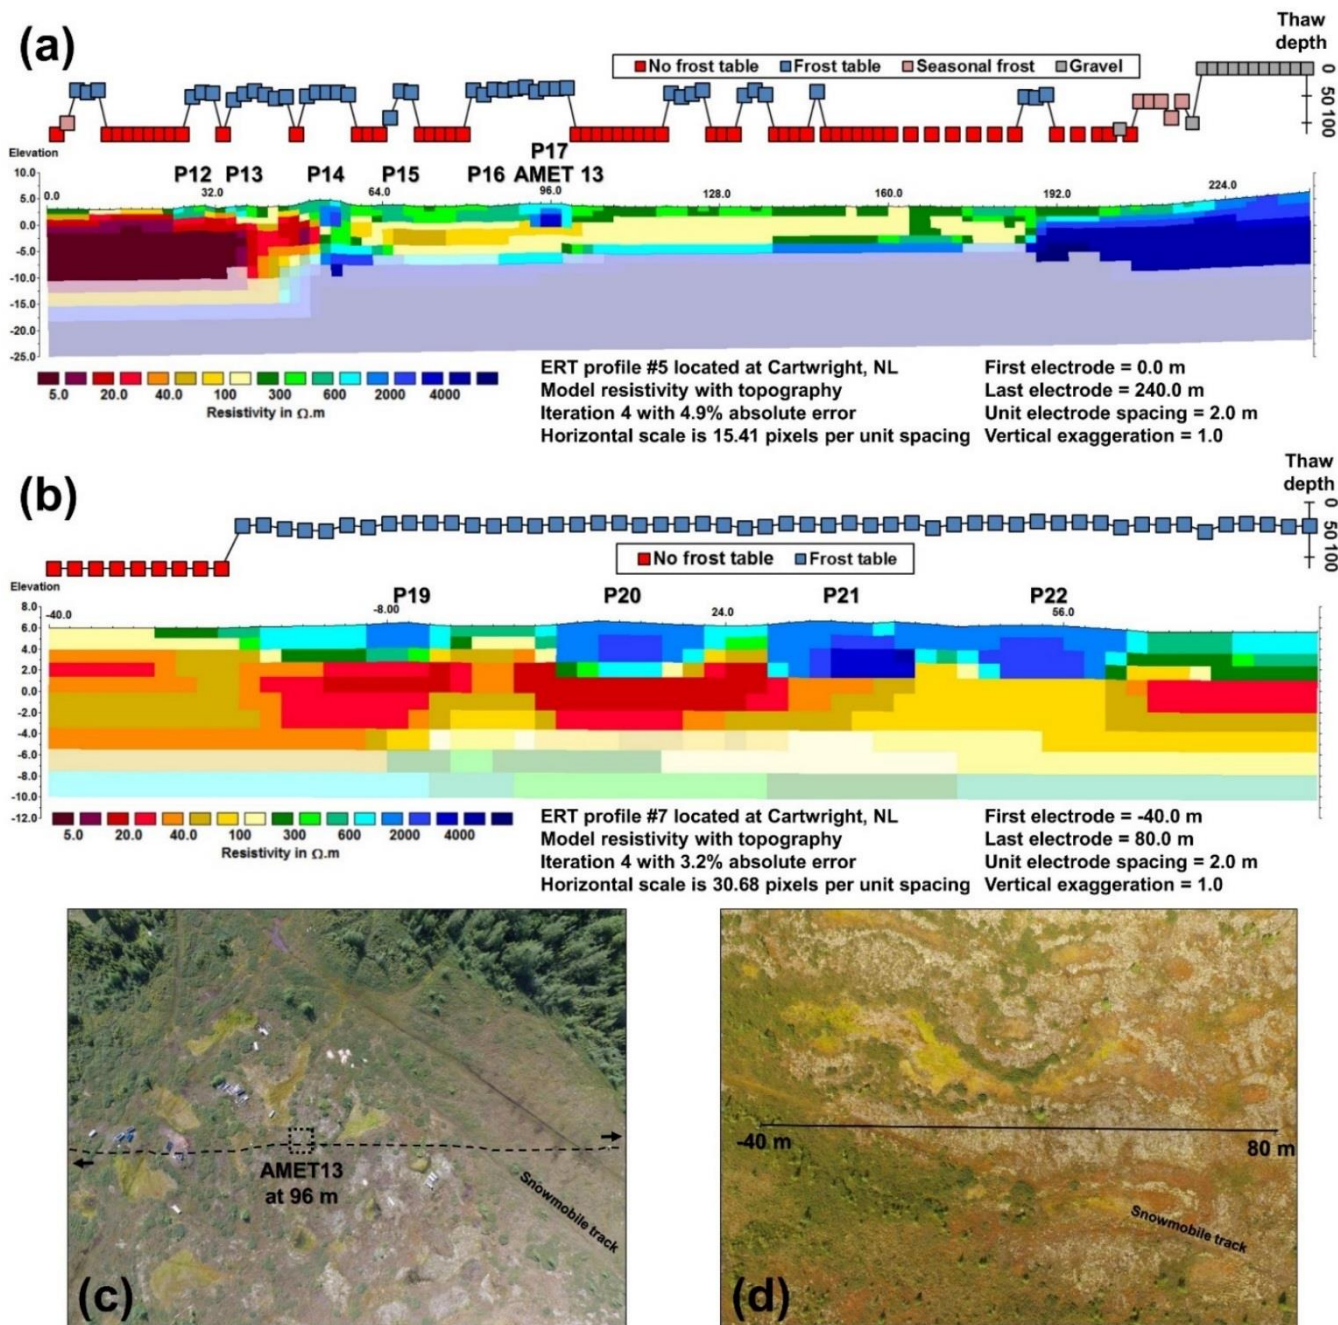 (a)
Thaw
depth
No frost table Frost table Seasonal frost Gravel
0
50
100
Elevation
P12 P13 P14 P15 P16 P17
AMET 13
0.0 32.0 64.0 96.0 128.0 160.0 192.0 224.0
10.0
5.0
0.0
-5.0
-10.0
-15.0
-20.0
-25.0
5.0 20.0 40.0 100 300 600 2000 4000
Resistivity in Ω.m
ERT profile #5 located at Cartwright, NL
Model resistivity with topography
Iteration 4 with 4.9% absolute error
Horizontal scale is 15.41 pixels per unit spacing
First electrode = 0.0 m
Last electrode = 240.0 m
Unit electrode spacing = 2.0 m
Vertical exaggeration = 1.0
(b)
Thaw
depth
0
50
100
No frost table Frost table
Elevation
P19 P20 P21 P22
-40.0 -8.00 24.0 56.0
8.0
6.0
4.0
2.0
0.0
-2.0
-4.0
-6.0
-8.0
-10.0
-12.0
5.0 20.0 40.0 100 300 600 2000 4000
Resistivity in Ω.m
ERT profile #7 located at Cartwright, NL
Model resistivity with topography
Iteration 4 with 3.2% absolute error
Horizontal scale is 30.68 pixels per unit spacing
First electrode = -40.0 m
Last electrode = 80.0 m
Unit electrode spacing = 2.0 m
Vertical exaggeration = 1.0
AMET13
at 96 m
Snowmobile track
(c)
-40 m
80 m
Snowmobile track
(d)